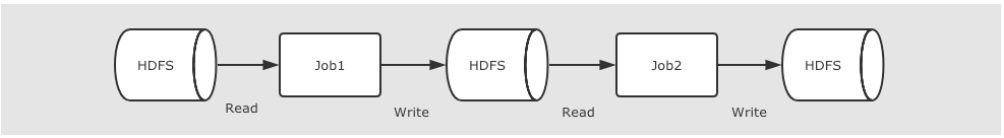 HDFS
Read
Job1
Write
HDFS
Read
Job2
Write
HDFS